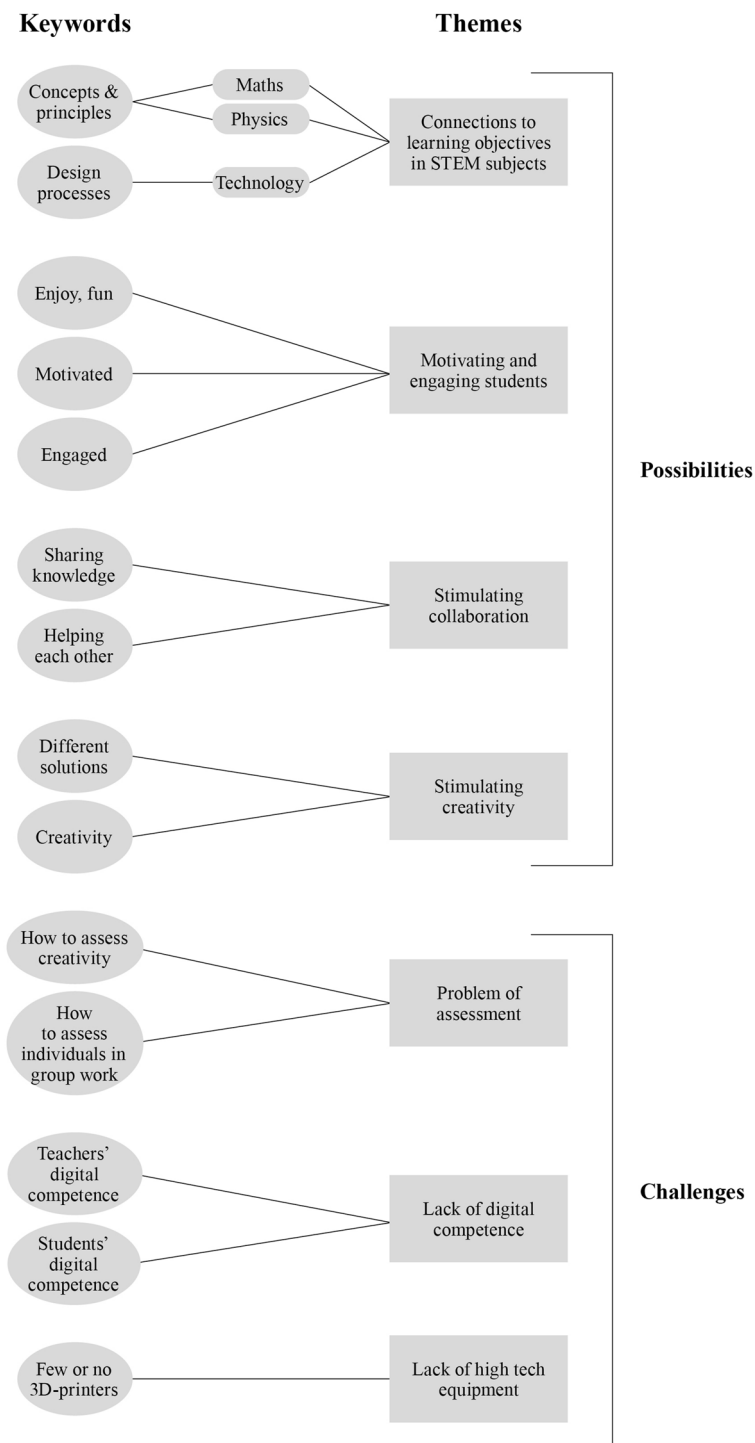 Keywords
Themes
Concepts &
principles
Maths
Physics
Design
processes
Technology
Connections to
learning objectives
in STEM subjects
Enjoy, fun
Motivated
Engaged
Motivating and
engaging students
Possibilities
Sharing
knowledge
Helping
each other
Stimulating
collaboration
Different
solutions
Creativity
Stimulating
creativity
How to assess
creativity
How
to assess
individuals in
group work
Problem of
assessment
Teachers’
digital
competence
Students’
digital
competence
Lack of digital
competence
Challenges
Few or no
3D-printers
Lack of high tech
equipment